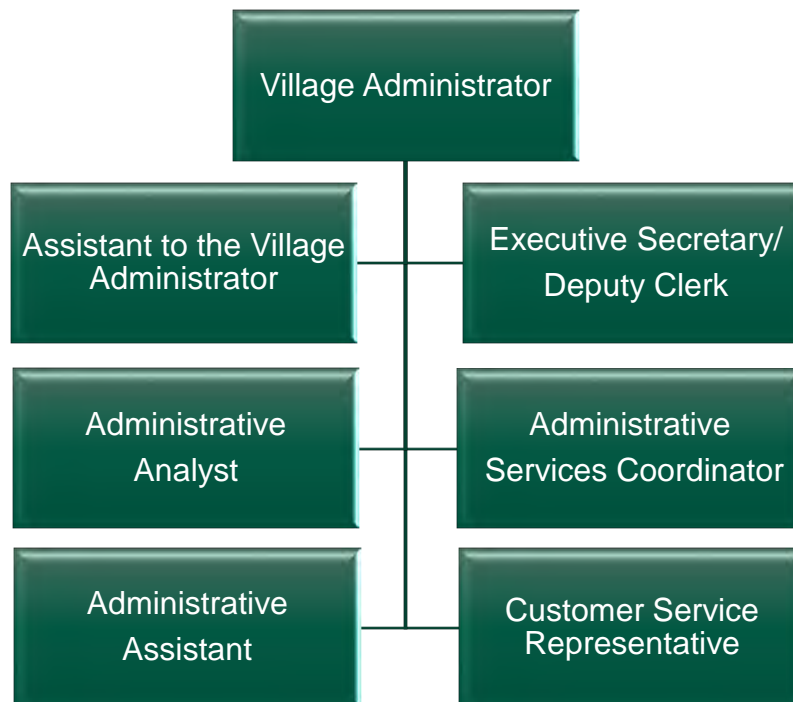 Village Administrator
Assistant to the Village
Administrator
Executive Secretary/
Deputy Clerk
Administrative
Analyst
Administrative
Services Coordinator
Administrative
Assistant
Customer Service
Representative